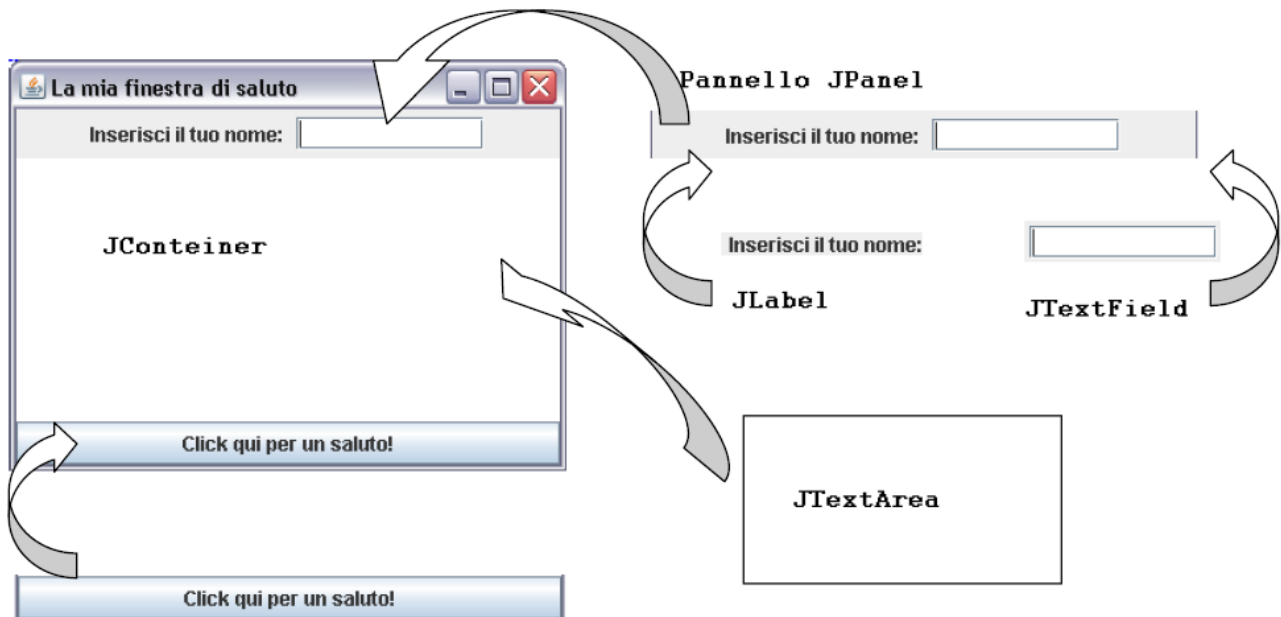 La mia finestra di saluto
Inserisci il tuo nome:
JConteiner
Click qui per un saluto!
Click qui per un saluto!
Pannello JPanel
Inserisci il tuo nome:
Inserisci il tuo nome:
JLabel
JTextField
JTextArea